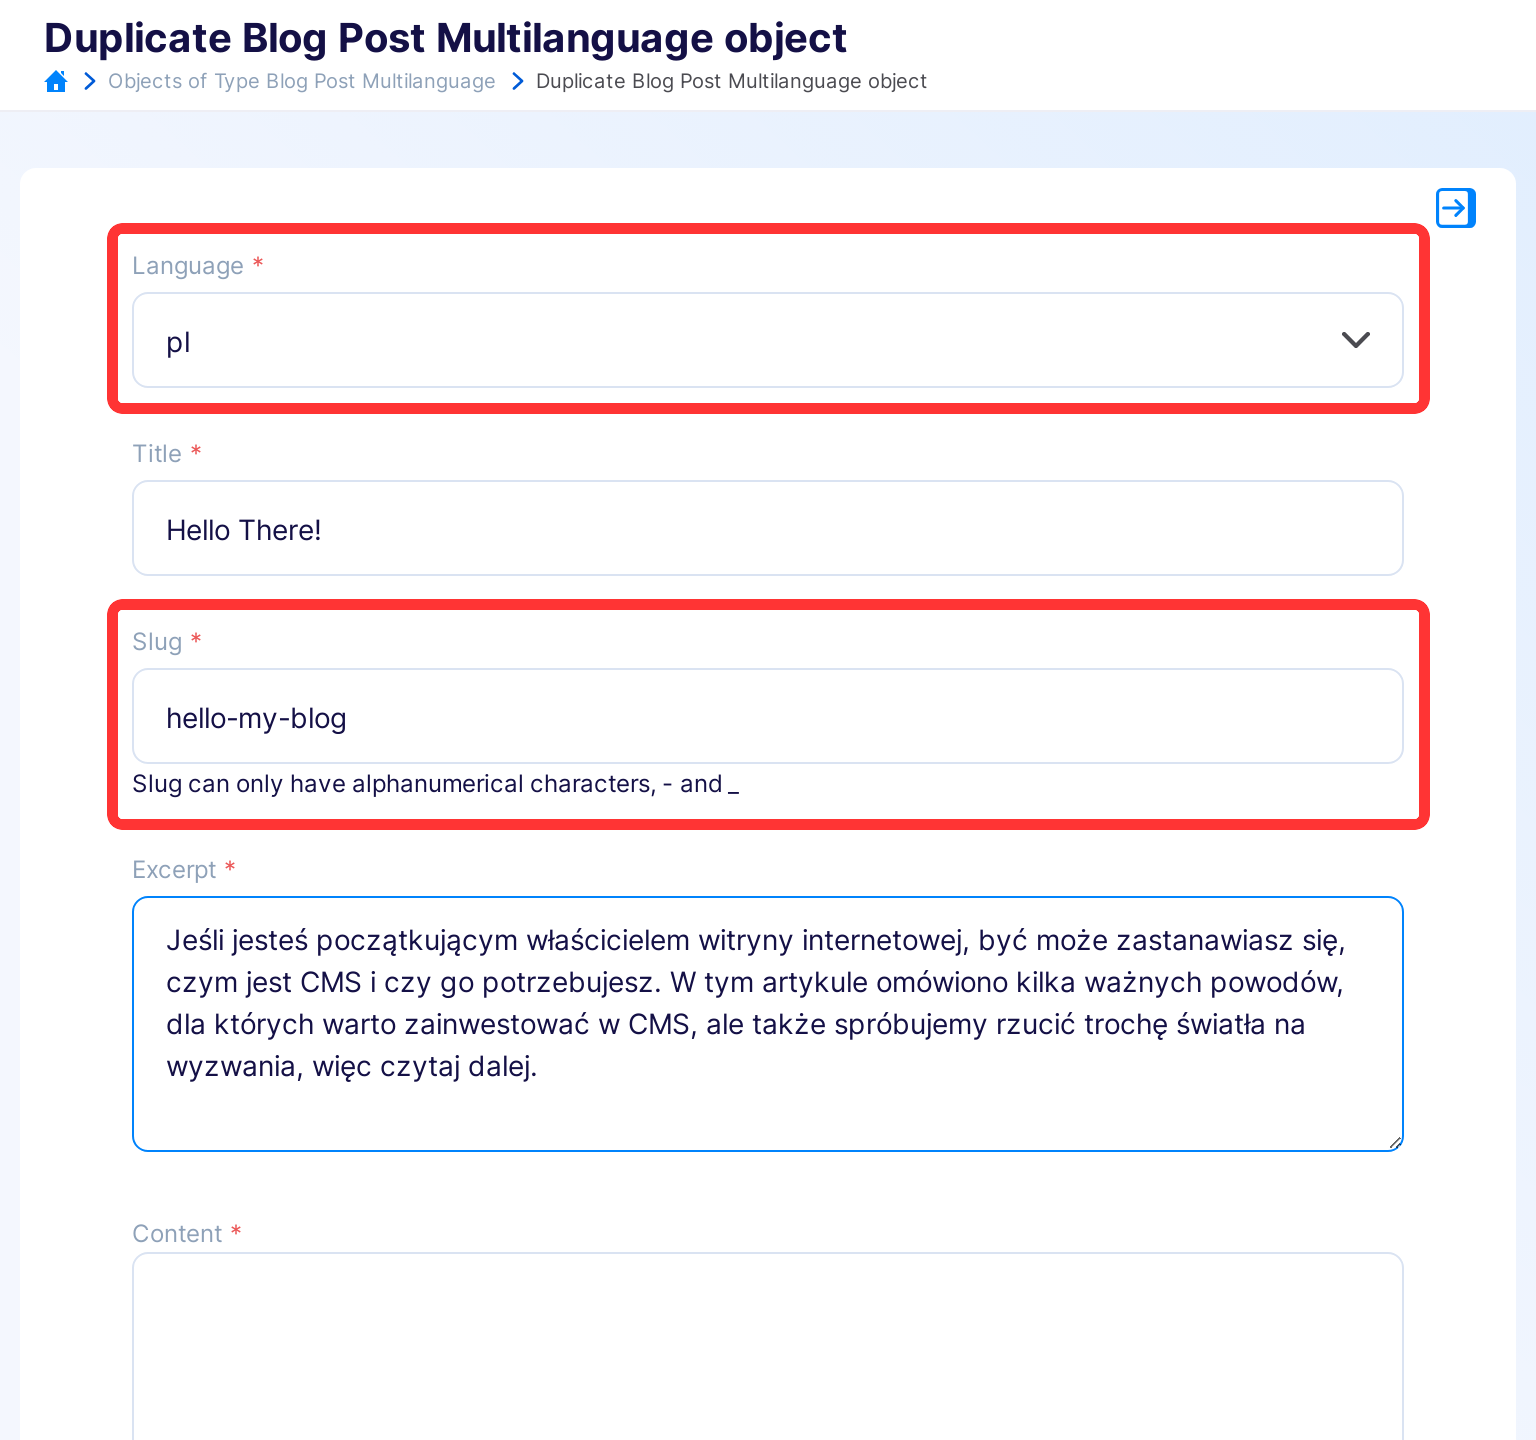 Duplicate Blog Post Multilanguage object
Objects of Type Blog Post Multilanguage
Duplicate Blog Post Multilanguage object
Language *
pl
Title *
Hello There!
Slug *
hello-my-blog
Slug can only have alphanumerical characters, - and _
Excerpt *
Jeśli jesteś początkującym właścicielem witryny internetowej, być może zastanawiasz się,
czym jest CMS i czy go potrzebujesz. W tym artykule omówiono kilka ważnych powodów,
dla których warto zainwestować w CMS, ale także spróbujemy rzucić trochę światła na
wyzwania, więc czytaj dalej.
Content *